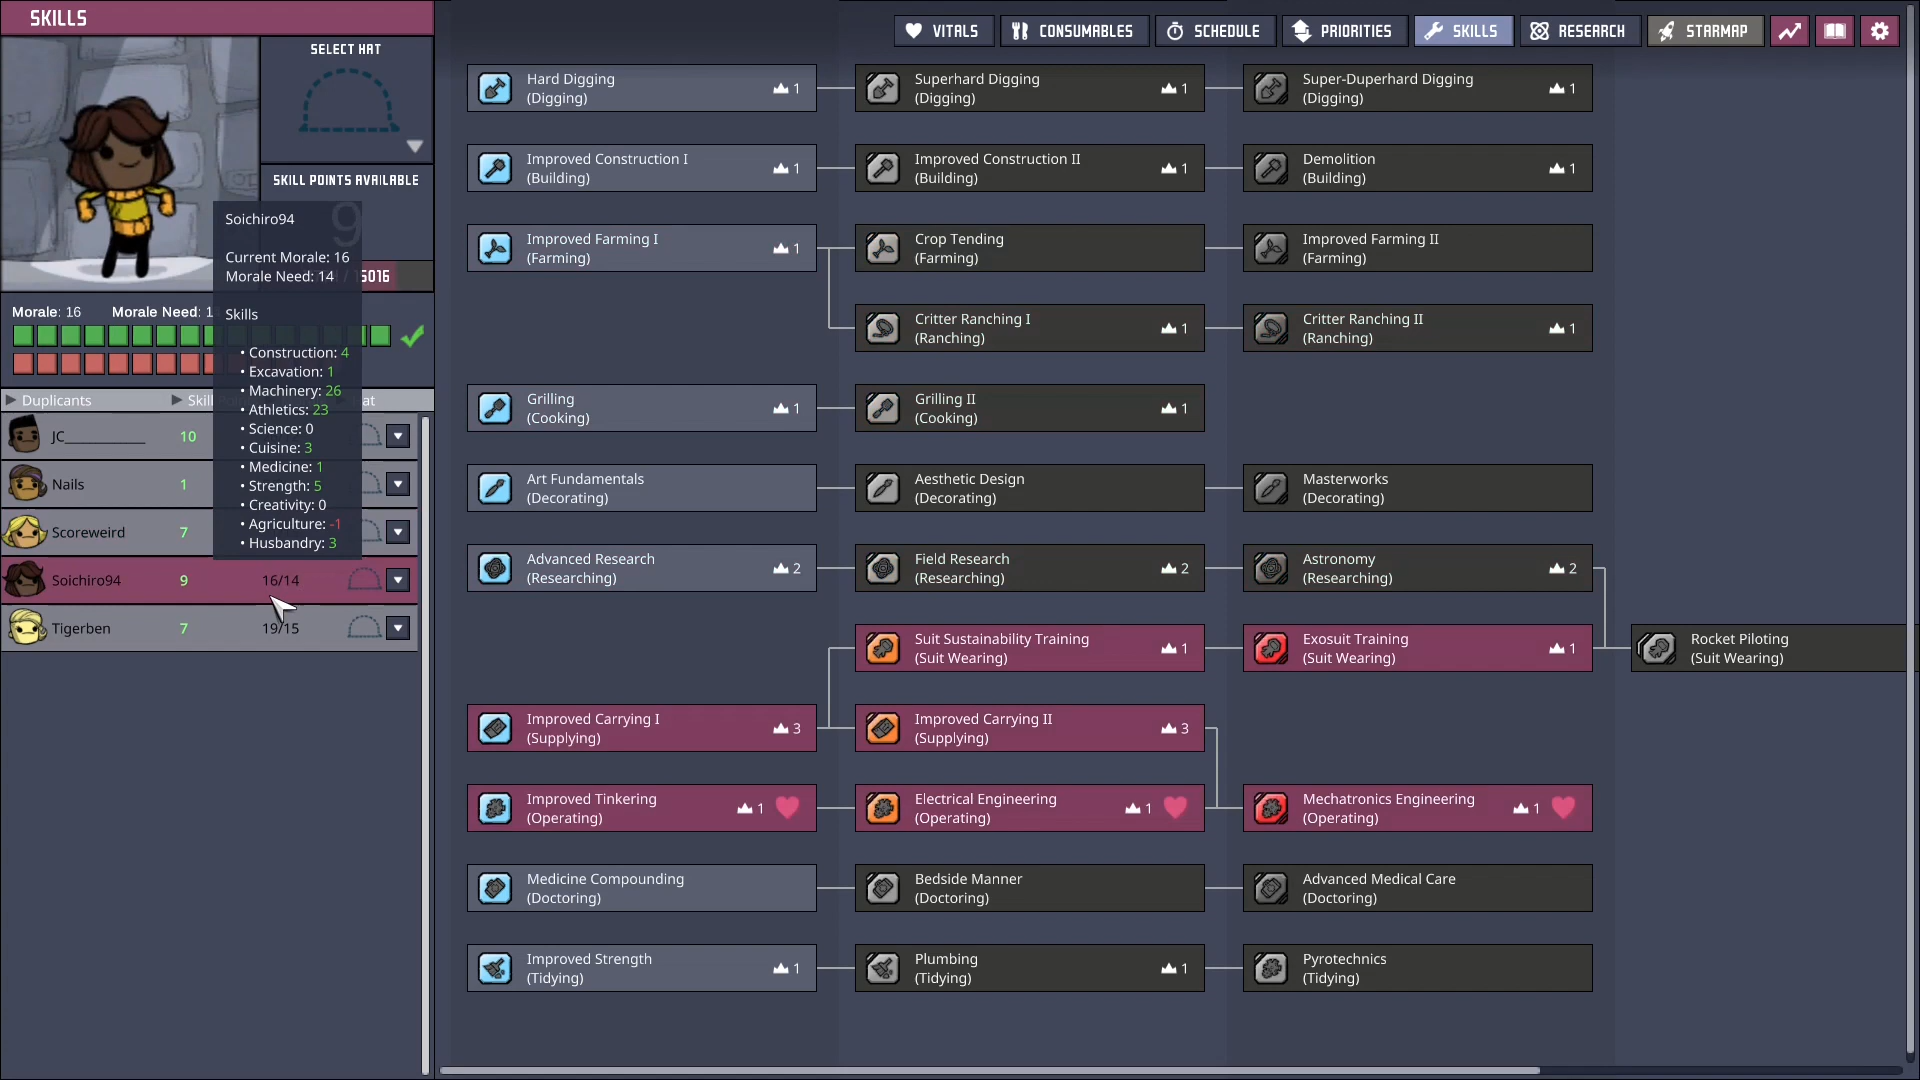 SKILLS
VITALS
CONSUMABLES
SCHEDULE
PRIORITIES
SKILLS
RESEARCH
STARMAP
SELECT HAT
SKILL POINTS AVAILABLE
9
5016
Morale: 16
Morale Need: 1
Duplicants
Skill
at
JC____________
10
Nails
1
Scoreweird
7
Soichiro94
9
16/14
Tigerben
7
19/15
Soichiro94
Current Morale: 16
Morale Need: 14
Skills
• Construction: 4
• Excavation: 1
• Machinery: 26
• Athletics: 23
• Science: 0
• Cuisine: 3
• Medicine: 1
• Strength: 5
• Creativity: 0
• Agriculture: -1
• Husbandry: 3
Hard Digging
(Digging)
1
Superhard Digging
(Digging)
1
Super-Duperhard Digging
(Digging)
1
Improved Construction I
(Building)
1
Improved Construction II
(Building)
1
Demolition
(Building)
1
Improved Farming I
(Farming)
1
Crop Tending
(Farming)
Improved Farming II
(Farming)
Critter Ranching I
(Ranching)
1
Critter Ranching II
(Ranching)
1
Grilling
(Cooking)
1
Grilling II
(Cooking)
1
Art Fundamentals
(Decorating)
Aesthetic Design
(Decorating)
Masterworks
(Decorating)
Advanced Research
(Researching)
2
Field Research
(Researching)
2
Astronomy
(Researching)
2
Suit Sustainability Training
(Suit Wearing)
1
Exosuit Training
(Suit Wearing)
1
Rocket Piloting
(Suit Wearing)
Improved Carrying I
(Supplying)
3
Improved Carrying II
(Supplying)
3
Improved Tinkering
(Operating)
1
Electrical Engineering
(Operating)
1
Mechatronics Engineering
(Operating)
1
Medicine Compounding
(Doctoring)
Bedside Manner
(Doctoring)
Advanced Medical Care
(Doctoring)
Improved Strength
(Tidying)
1
Plumbing
(Tidying)
1
Pyrotechnics
(Tidying)